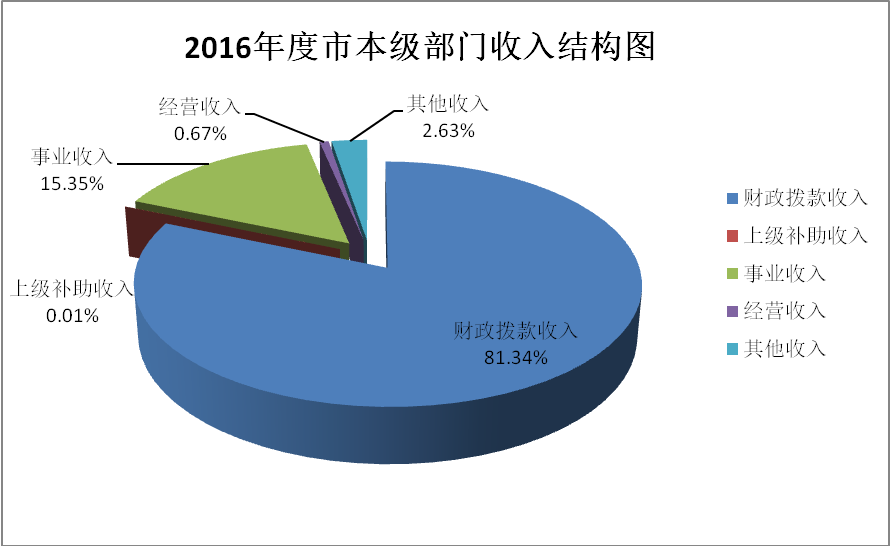 2016年度市本级部门收入结构图
经营收入
0.67%
其他收入
2.63%
事业收入
15.35%
上级补助收入
0.01%
财政拨款收入
81.34%
财政拨款收入
上级补助收入
事业收入
经营收入
其他收入